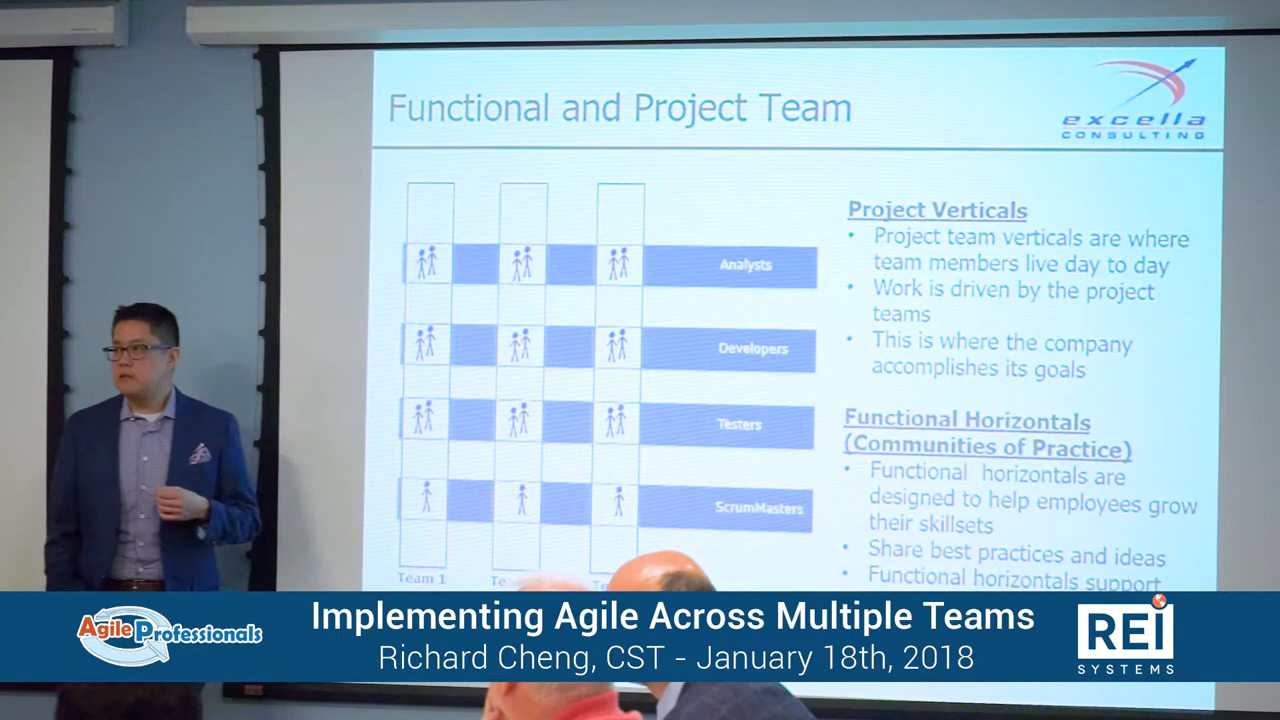 Functional and Project Team
excella
CONSULTING
Analysts
Developers
Testers
ScrumMasters
Team 1
Project Verticals
• Project team verticals are where
team members live day to day
• Work is driven by the project
teams
• This is where the company
accomplishes its goals
Functional Horizontals
(Communities of Practice)
• Functional horizontals are
designed to help employees grow
their skillsets
• Share best practices and ideas
• Functional horizontals support
Agile Professionals
Implementing Agile Across Multiple Teams
Richard Cheng, CST - January 18th, 2018
REI
SYSTEMS